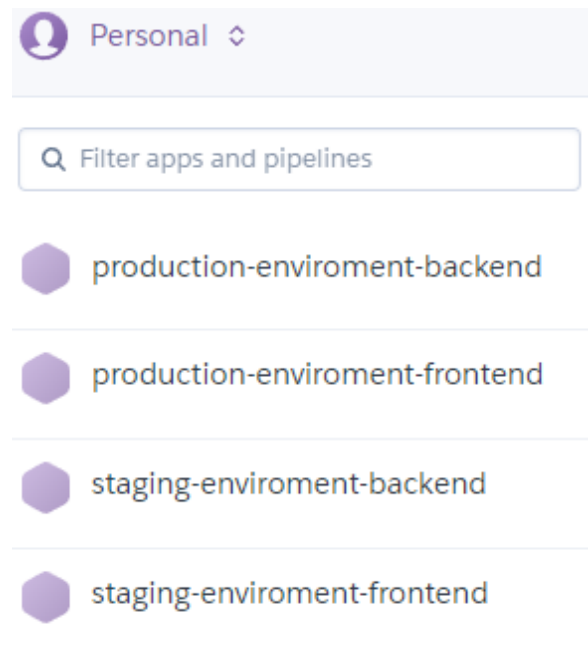 Personal
Filter apps and pipelines
production-enviroment-backend
production-enviroment-frontend
staging-enviroment-backend
staging-enviroment-frontend